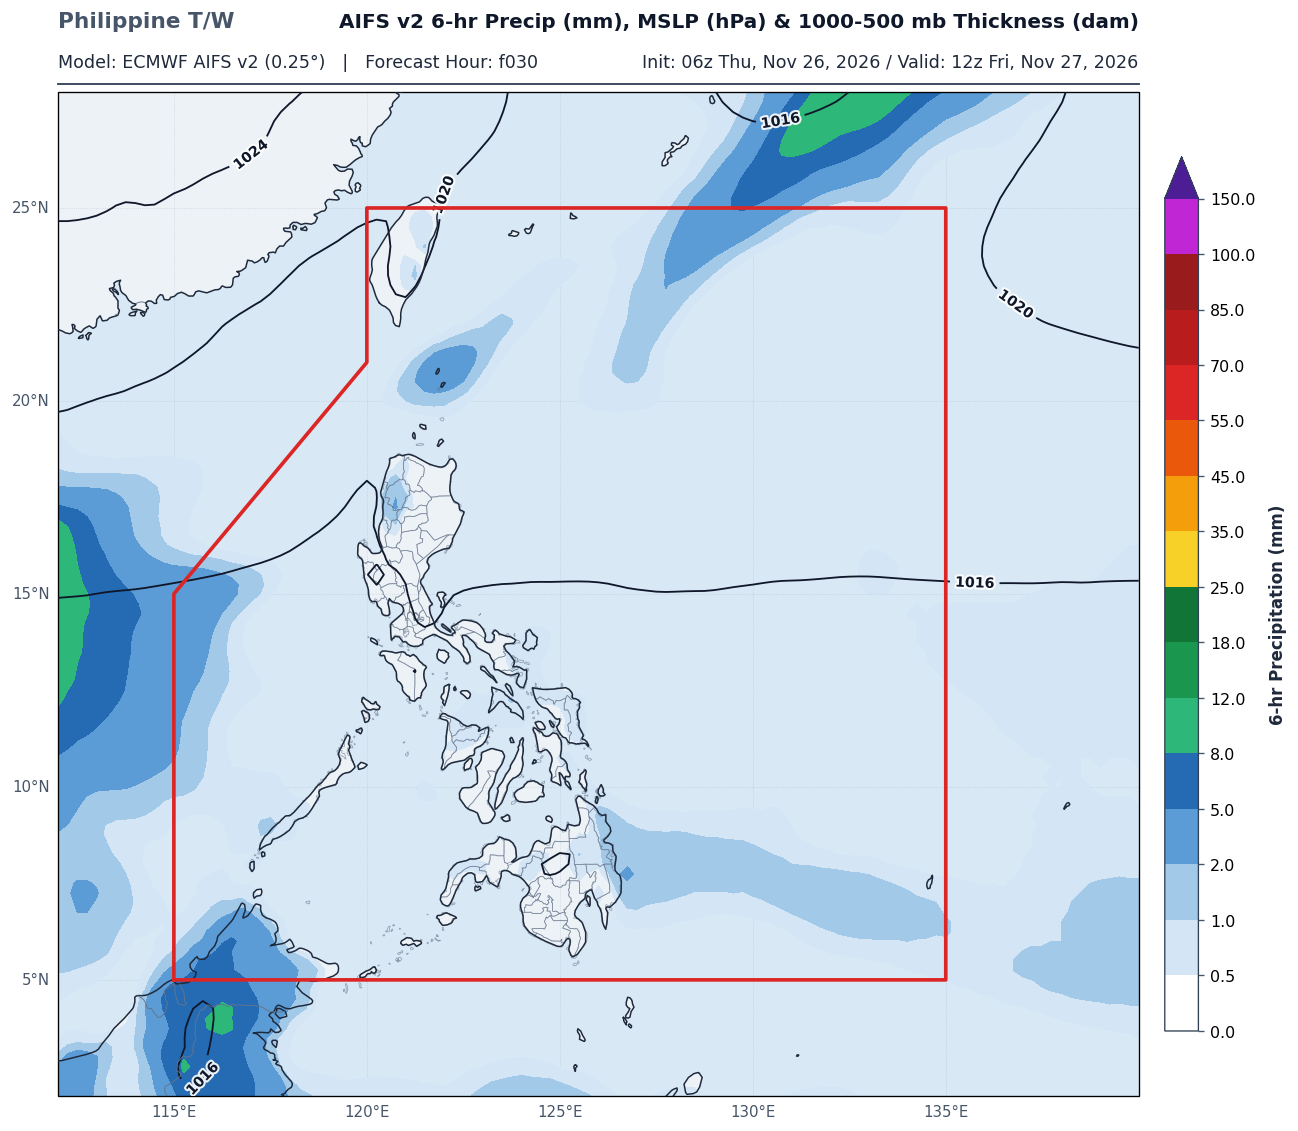 Philippine T/W
AIFS v2 6-hr Precip (mm), MSLP (hPa) & 1000-500 mb Thickness (dam)
Model: ECMWF AIFS v2 (0.25°) | Forecast Hour: f030
Init: 06z Thu, Nov 26, 2026 / Valid: 12z Fri, Nov 27, 2026
1016
1024
1020
1020
1016
1016
25°N
20°N
15°N
10°N
5°N
115°E
120°E
125°E
130°E
135°E
150.0
100.0
85.0
70.0
55.0
45.0
35.0
25.0
18.0
12.0
8.0
5.0
2.0
1.0
0.5
0.0
6-hr Precipitation (mm)